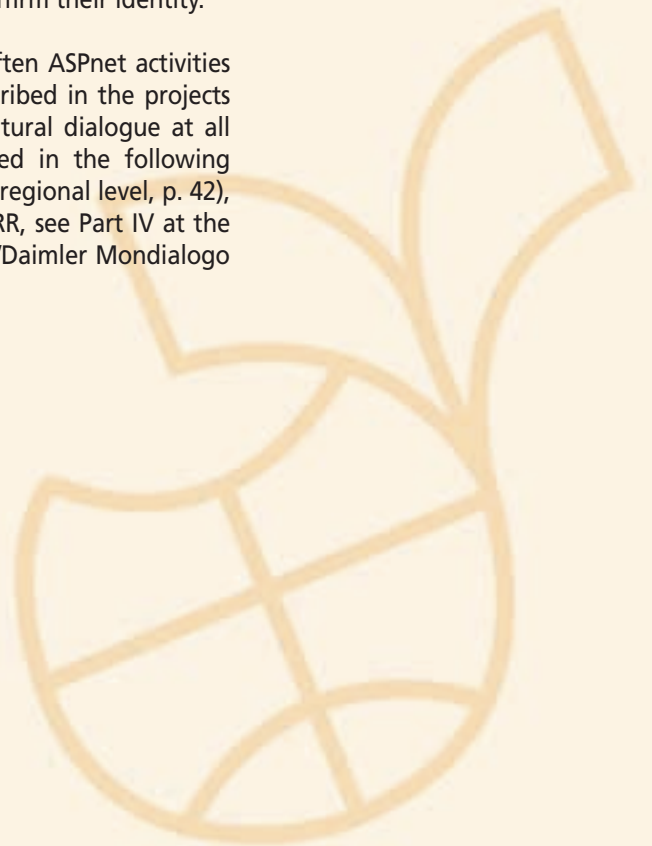 firm their identity.
ften ASPnet activities
ribed in the projects
tural dialogue at all
ed in the following
regional level, p. 42),
RR, see Part IV at the
/Daimler Mondialogo